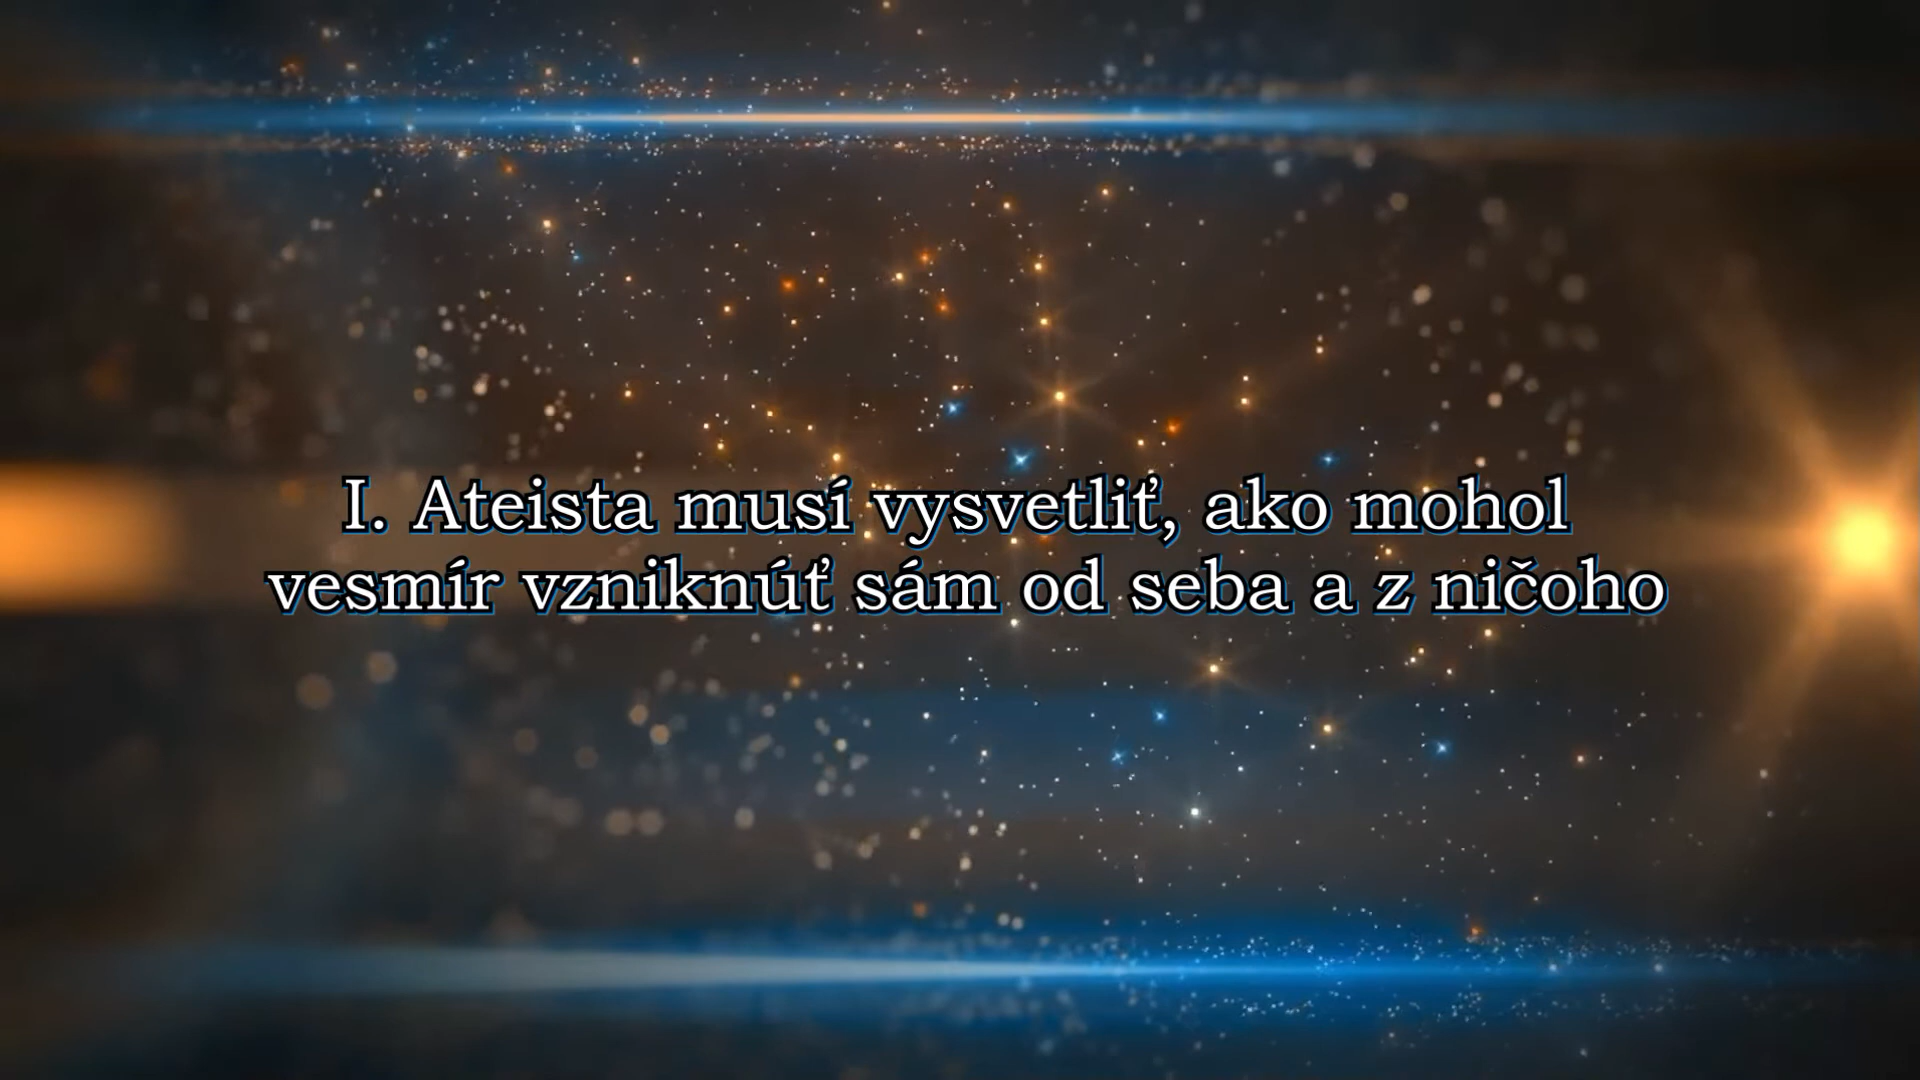 I. Ateista musí vysvetliť, ako mohol
vesmír vzniknúť sám od seba a z ničoho